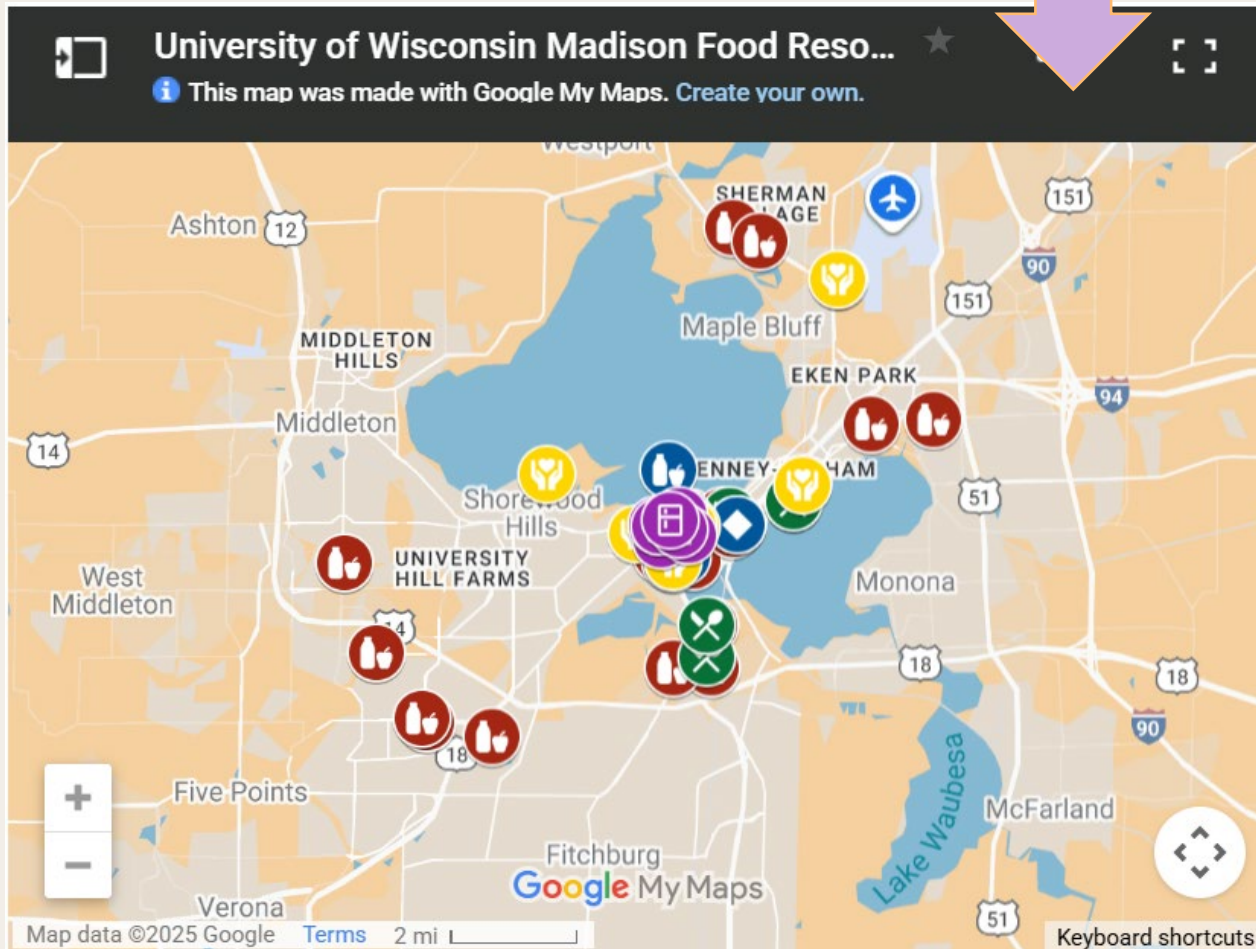 University of Wisconsin Madison Food Reso...
This map was made with Google My Maps. Create your own.
Westport
SHERMAN
Ashton 12
151
90
151
Maple Bluff
MIDDLETON
HILLS
EKEN PARK
94
Middleton
14
Shorewood
Hills
51
UNIVERSITY
HILL FARMS
West
Middleton
Monona
14
18
18
18
90
Five Points
Lake Waubesa
McFarland
Fitchburg
Google My Maps
Verona
51
Map data ©2025 Google Terms 2 mi
Keyboard shortcuts